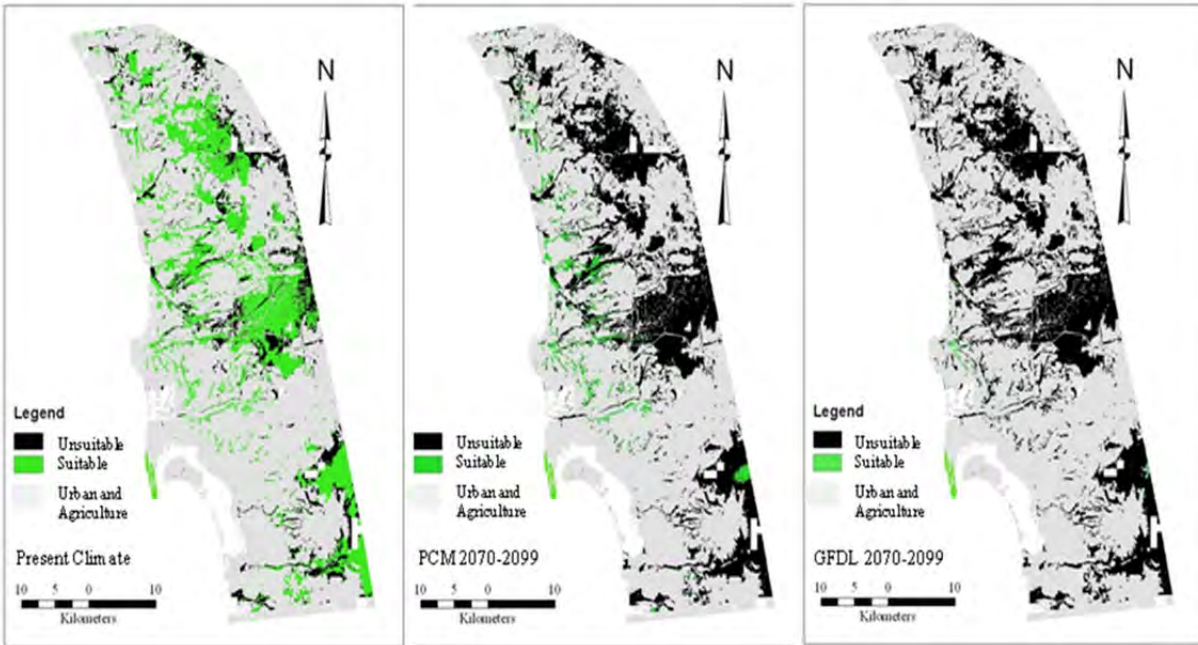 N
Legend
Unsuitable
Suitable
Urban and
Agriculture
Present Climate
10 5 0 10
Kilometers
N
Legend
Unsuitable
Suitable
Urban and
Agriculture
PCM 2070-2099
10 5 0 10
Kilometers
N
Legend
Unsuitable
Suitable
Urban and
Agriculture
GFDL 2070-2099
10 5 0 10
Kilometers